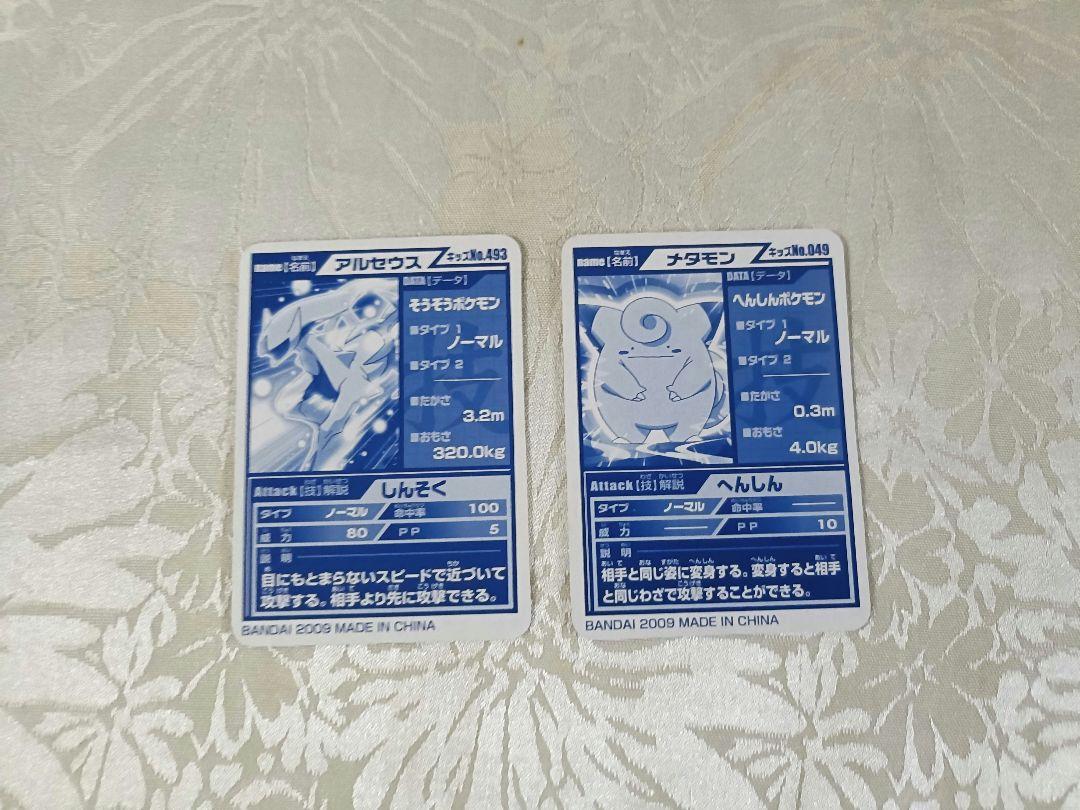 name【名前】 アルセウス キッズNo.493
DATA【データ】
そうぞうポケモン
■タイプ 1
ノーマル
■タイプ 2
■たかさ
3.2m
■おもさ
320.0kg
Attack【技】解説 しんそく
タイプ ノーマル 命中率 100
威力 80 PP 5
説明
目にもとまらないスピードで近づいて
攻撃する。相手より先に攻撃できる。
BANDAI 2009 MADE IN CHINA
name【名前】 メタモン キッズNo.049
DATA【データ】
へんしんポケモン
■タイプ 1
ノーマル
■タイプ 2
■たかさ
0.3m
■おもさ
4.0kg
Attack【技】解説 へんしん
タイプ ノーマル 命中率 ――
威力 ―― PP 10
説明
相手と同じ姿に変身する。変身すると相手
と同じわざで攻撃することができる。
BANDAI 2009 MADE IN CHINA